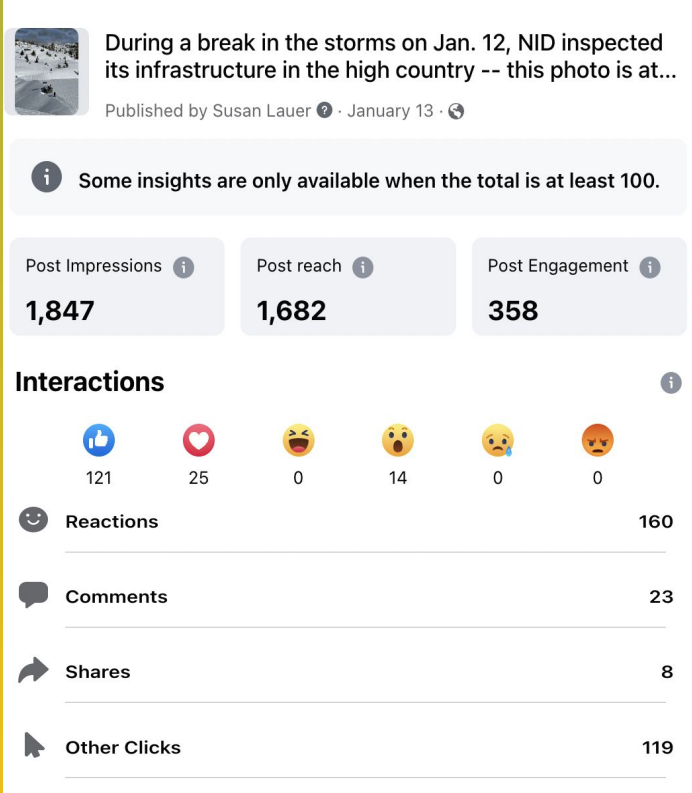 During a break in the storms on Jan. 12, NID inspected
its infrastructure in the high country -- this photo is at...
Published by Susan Lauer ? · January 13 ·
i Some insights are only available when the total is at least 100.
Post Impressions i
1,847
Post reach i
1,682
Post Engagement i
358
Interactions i
121 25 0 14 0 0
Reactions 160
Comments 23
Shares 8
Other Clicks 119